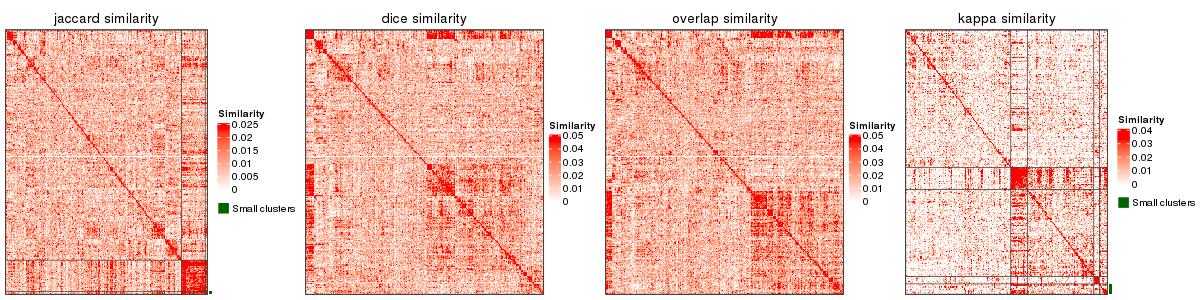 jaccard similarity
Similarity
0.025
0.02
0.015
0.01
0.005
0
Small clusters
dice similarity
Similarity
0.05
0.04
0.03
0.02
0.01
0
overlap similarity
Similarity
0.05
0.04
0.03
0.02
0.01
0
kappa similarity
Similarity
0.04
0.03
0.02
0.01
0
Small clusters